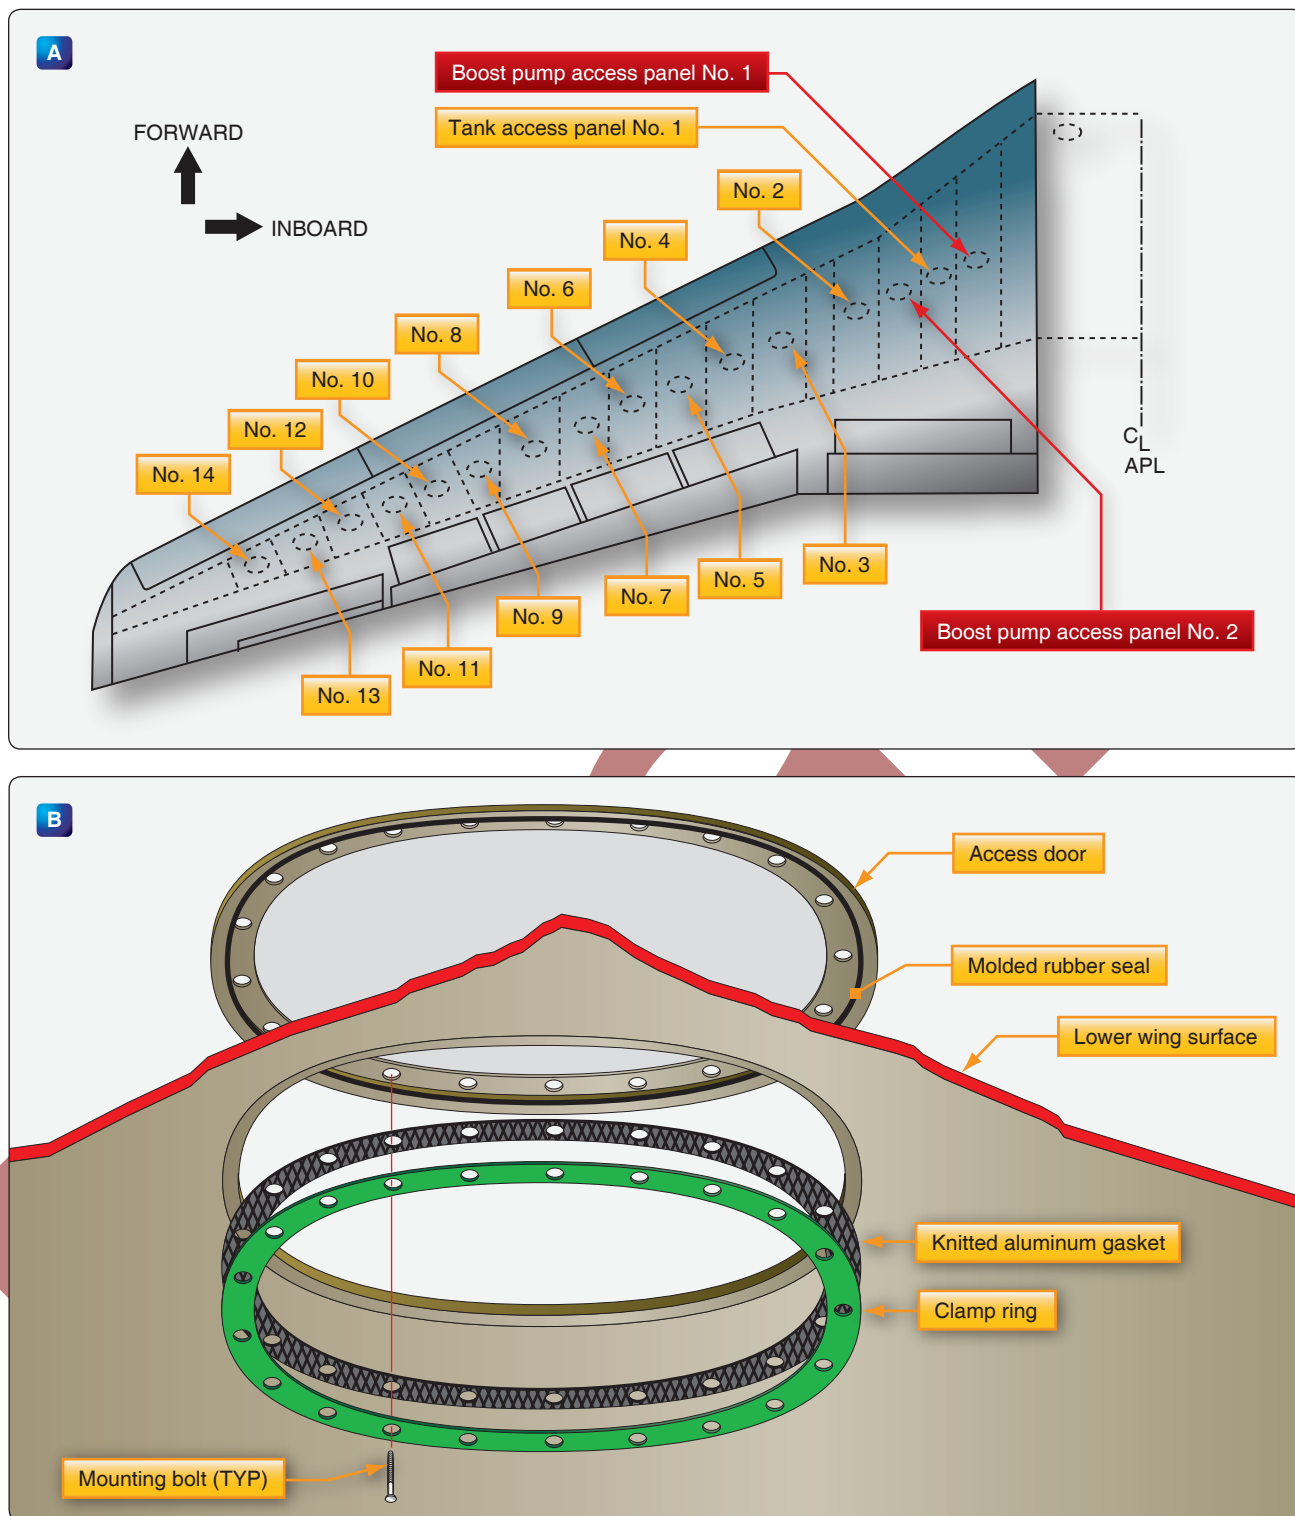 A
FORWARD
INBOARD
Boost pump access panel No. 1
Tank access panel No. 1
No. 2
No. 4
No. 6
No. 8
No. 10
No. 12
No. 14
CL
APL
No. 3
No. 5
No. 7
No. 9
No. 11
No. 13
Boost pump access panel No. 2
B
Access door
Molded rubber seal
Lower wing surface
Knitted aluminum gasket
Clamp ring
Mounting bolt (TYP)